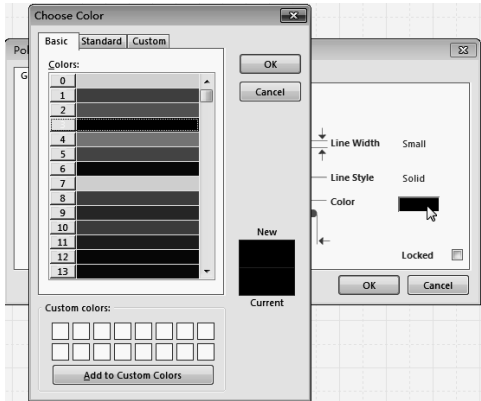 Choose Color
Basic
Standard
Custom
Colors:
0
1
2
4
5
6
7
8
9
10
11
12
13
OK
Cancel
New
Current
Custom colors:
Add to Custom Colors
Pol
G
Line Width
Small
Line Style
Solid
Color
Locked
OK
Cancel